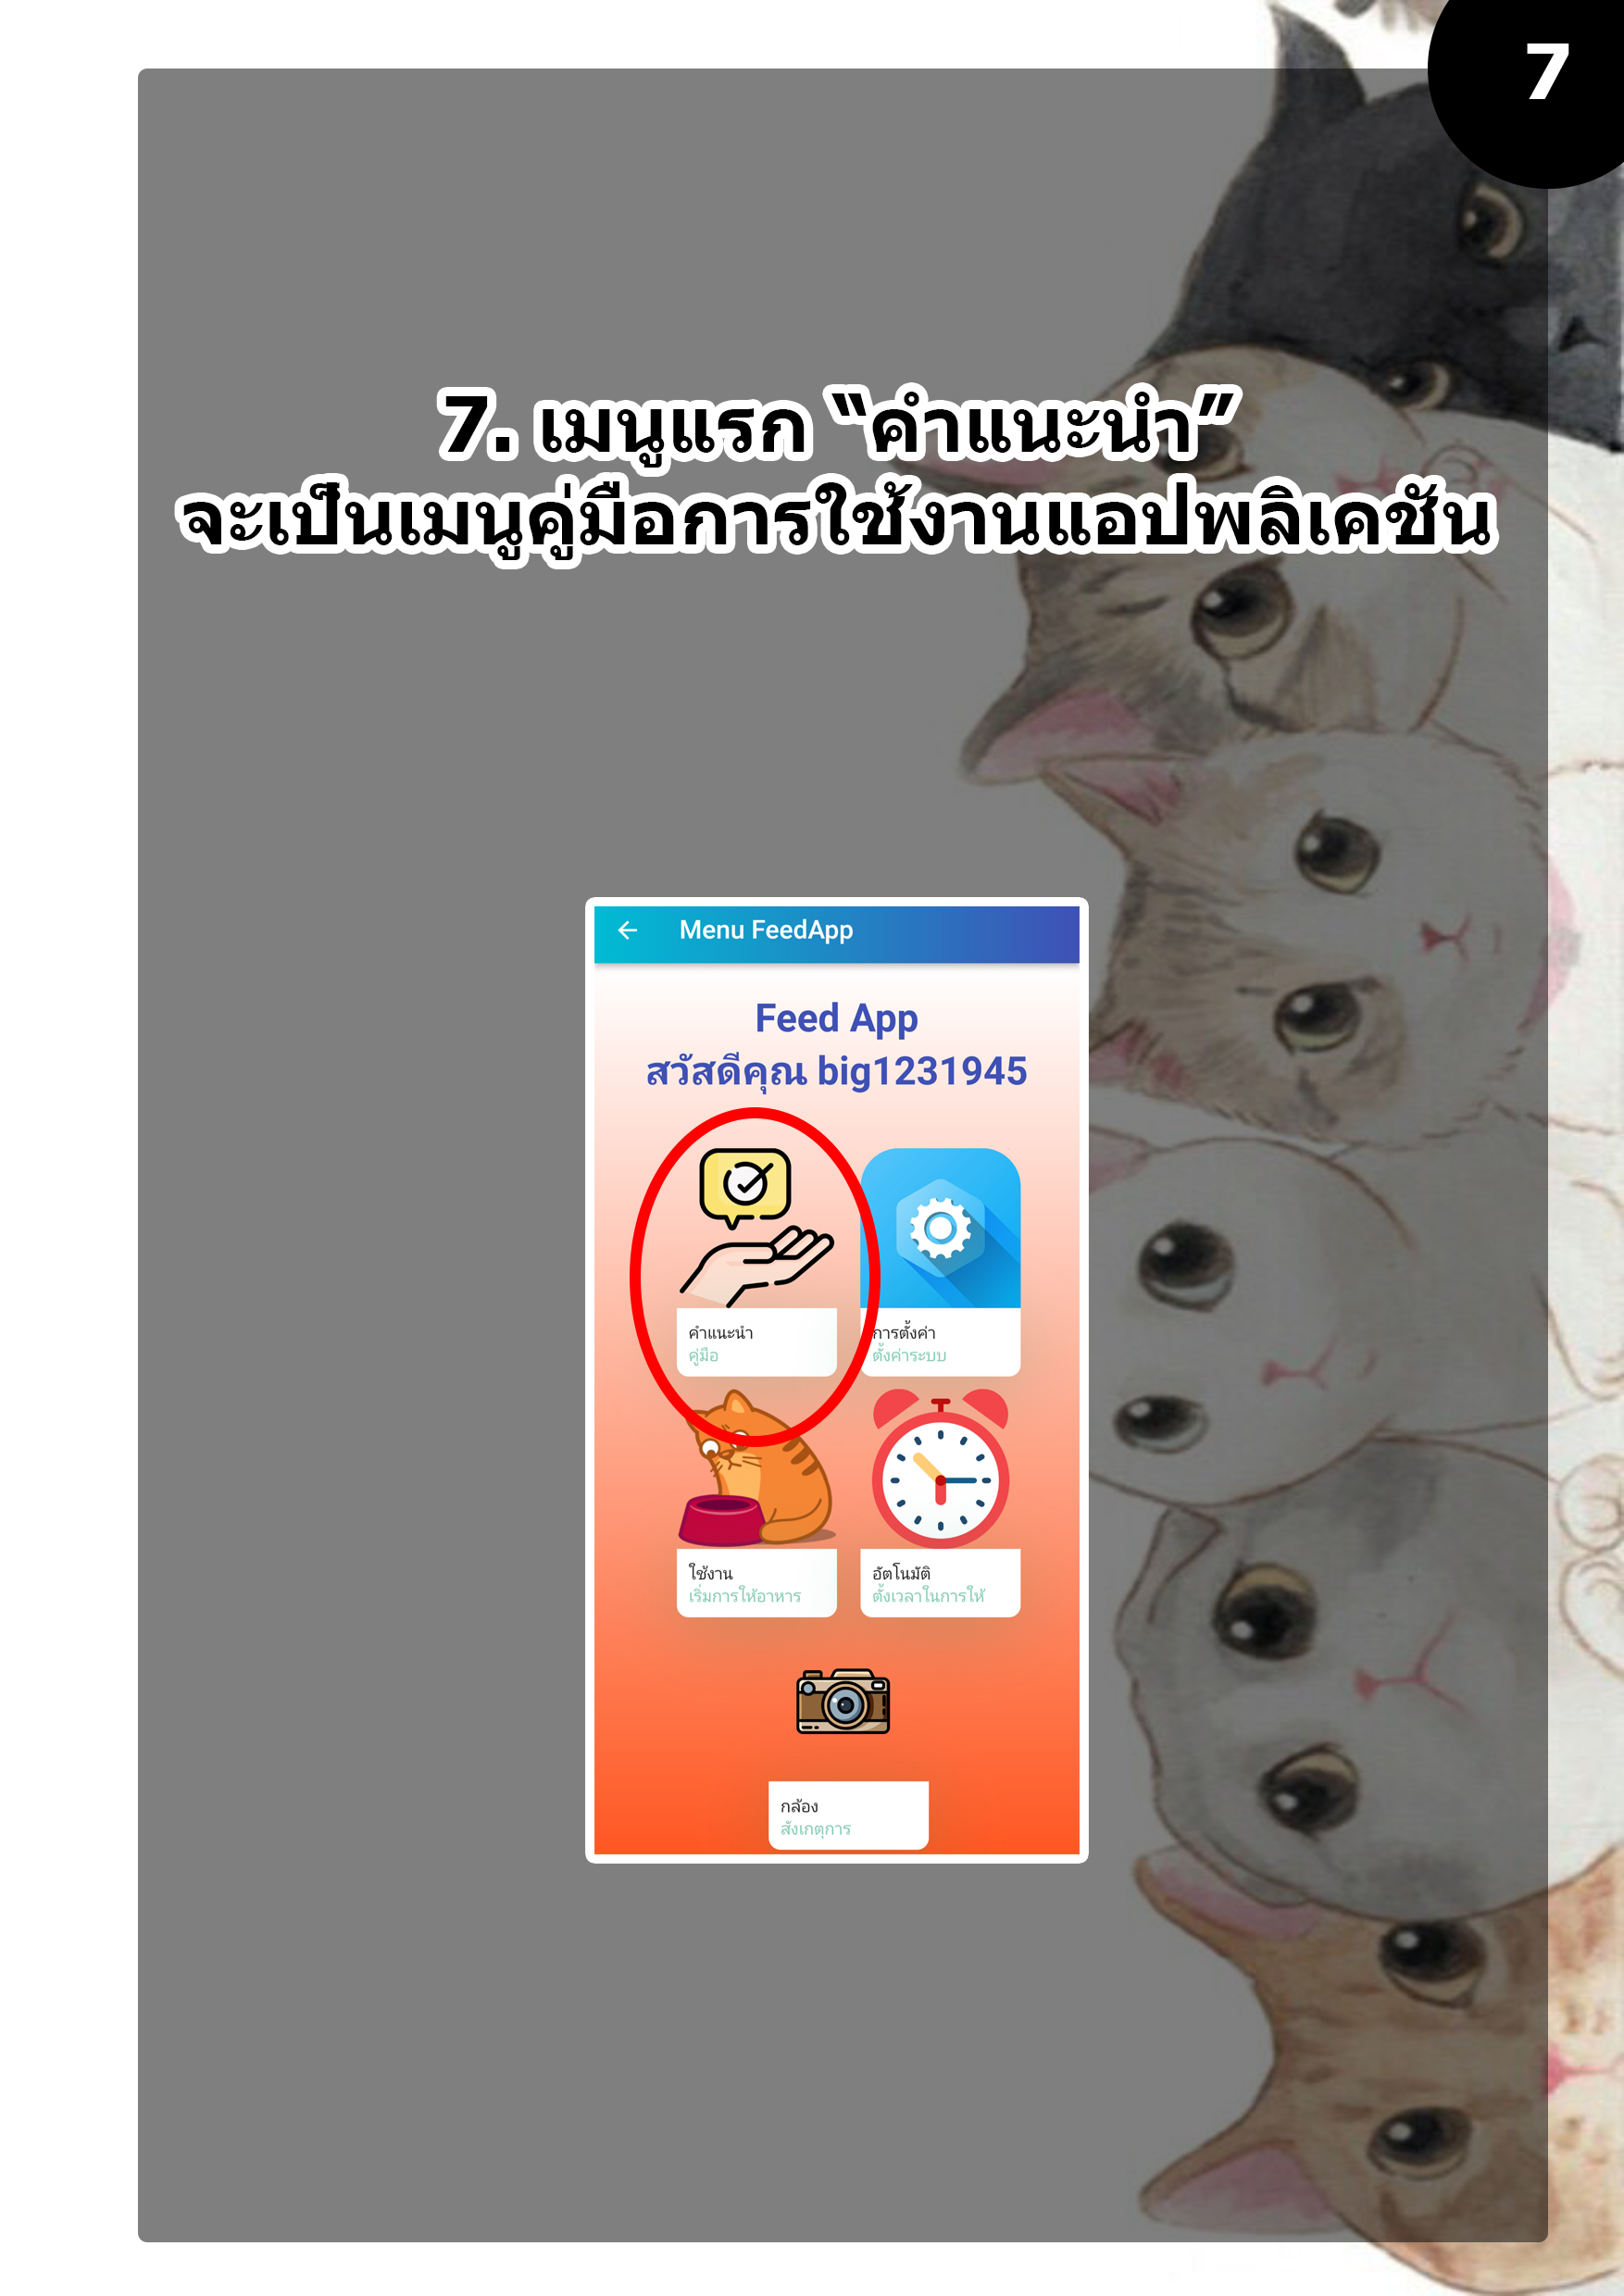 7
7. เมนูแรก “คำแนะนำ”
จะเป็นเมนูคู่มือการใช้งานแอปพลิเคชัน
Menu FeedApp
Feed App
สวัสดีคุณ big1231945
คำแนะนำ
คู่มือ
การตั้งค่า
ตั้งค่าระบบ
ใช้งาน
เริ่มการให้อาหาร
อัตโนมัติ
ตั้งเวลาในการให้
กล้อง
สังเกตุการ